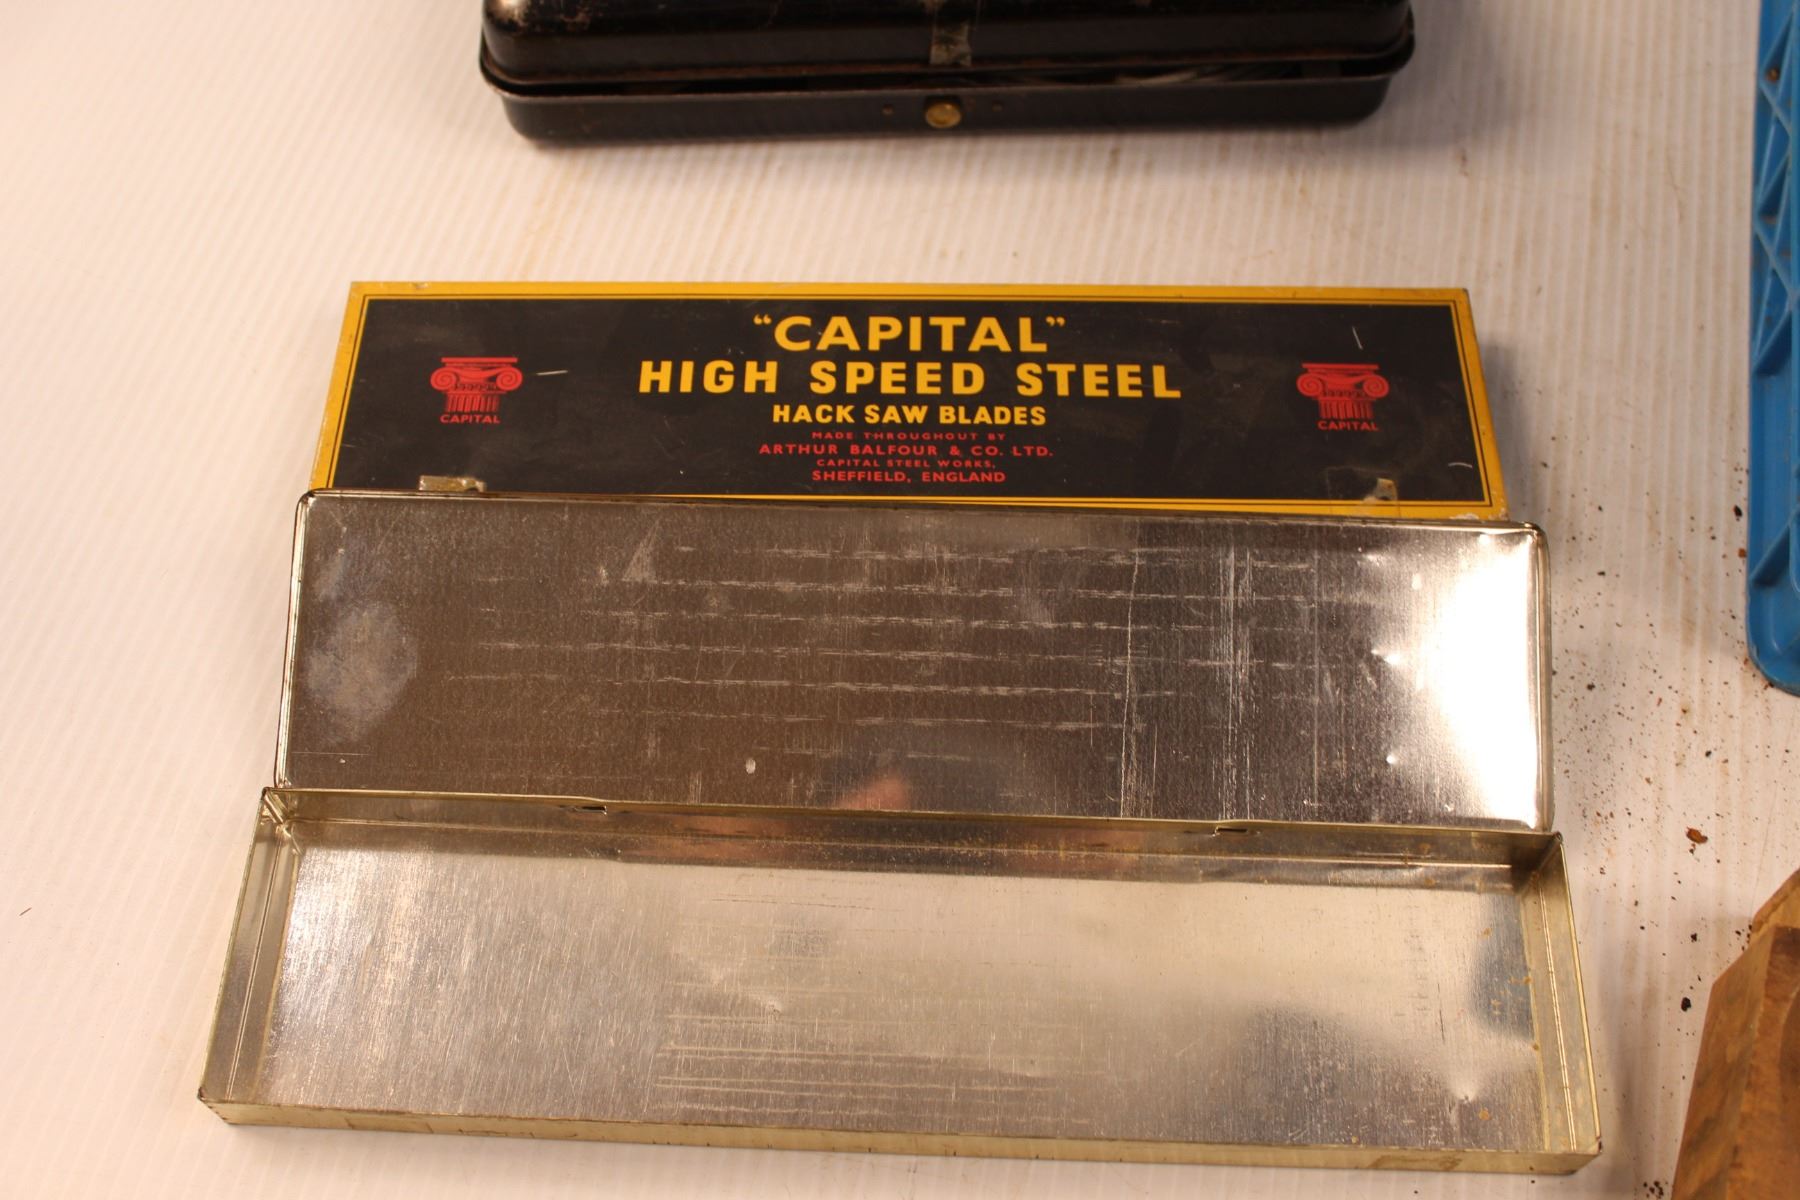 “CAPITAL”
HIGH SPEED STEEL
HACK SAW BLADES
MADE THROUGHOUT BY
ARTHUR BALFOUR & CO. LTD.
CAPITAL STEEL WORKS,
SHEFFIELD, ENGLAND
CAPITAL
CAPITAL